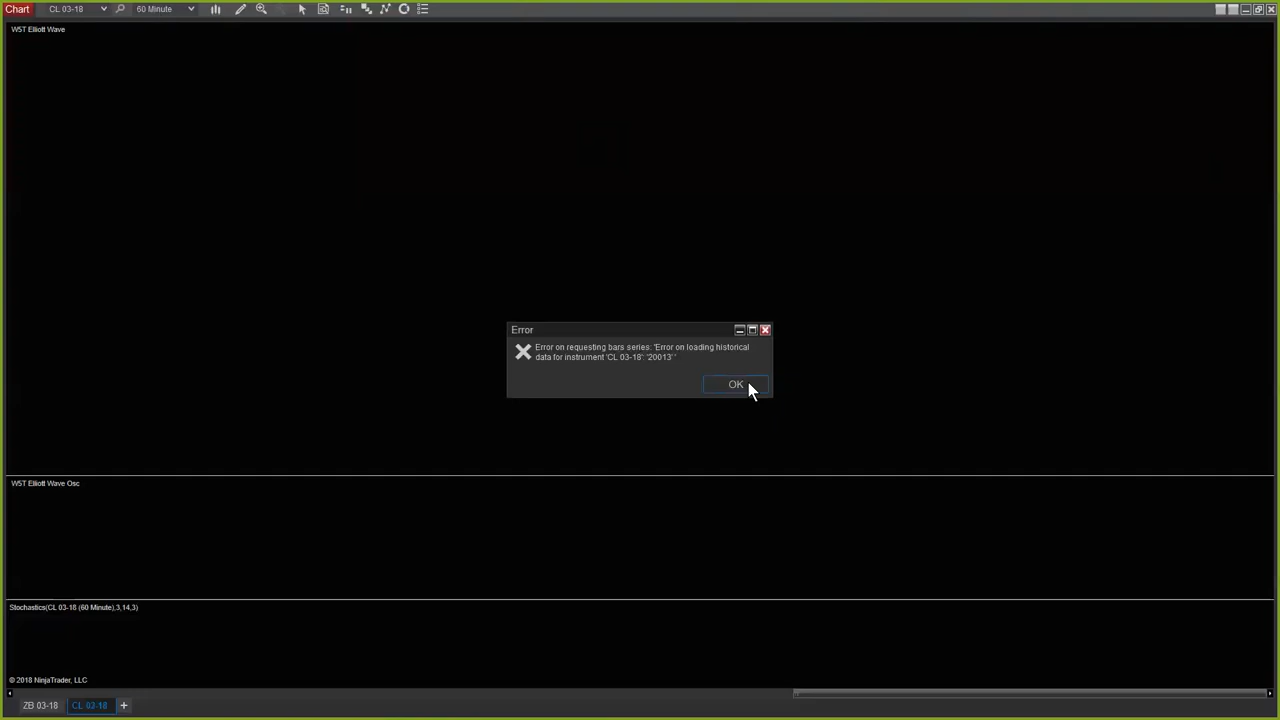 Chart CL 03-18 60 Minute
W5T Elliott Wave
Error
Error on requesting bars series: 'Error on loading historical
data for instrument 'CL 03-18': '20013' '
OK
W5T Elliott Wave Osc
Stochastics(CL 03-18 (60 Minute),3,14,3)
© 2018 NinjaTrader, LLC
ZB 03-18 CL 03-18 +